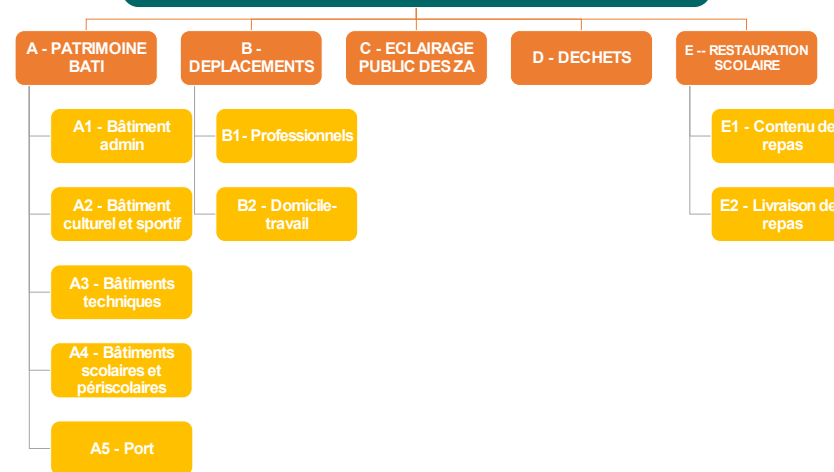 A - PATRIMOINE
BATI
B -
DEPLACEMENTS
C - ECLAIRAGE
PUBLIC DES ZA
D - DECHETS
E -- RESTAURATION
SCOLAIRE
A1 - Bâtiment
admin
A2 - Bâtiment
culturel et sportif
A3 - Bâtiments
techniques
A4 - Bâtiments
scolaires et
périscolaires
A5 - Port
B1- Professionnels
B2 - Domicile-
travail
E1 - Contenu de
repas
E2 - Livraison de
repas